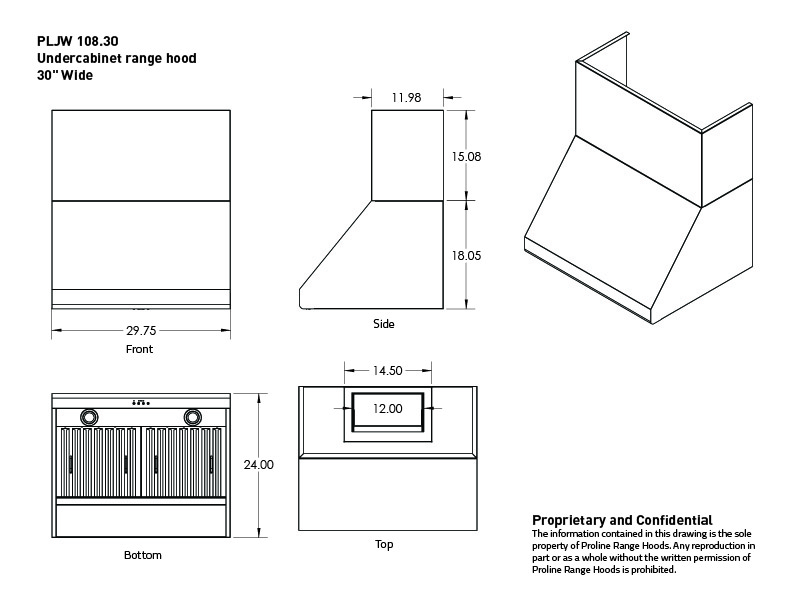 PLJW 108.30
Undercabinet range hood
30" Wide
11.98
15.08
18.05
29.75
Front
Side
14.50
12.00
24.00
Bottom
Top
Proprietary and Confidential
The information contained in this drawing is the sole
property of Proline Range Hoods. Any reproduction in
part or as a whole without the written permission of
Proline Range Hoods is prohibited.